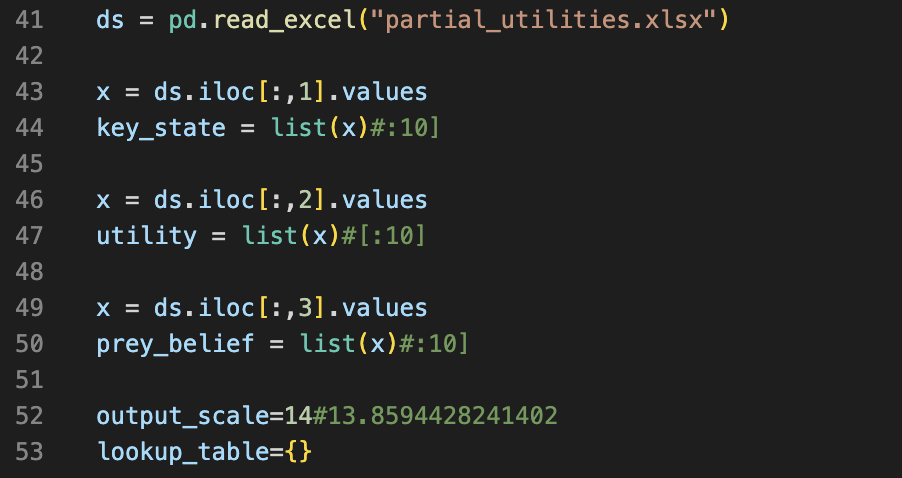 41 ds = pd.read_excel("partial_utilities.xlsx")
42
43 x = ds.iloc[:,1].values
44 key_state = list(x)#:10]
45
46 x = ds.iloc[:,2].values
47 utility = list(x)#[:10]
48
49 x = ds.iloc[:,3].values
50 prey_belief = list(x)#:10]
51
52 output_scale=14#13.8594428241402
53 lookup_table={}